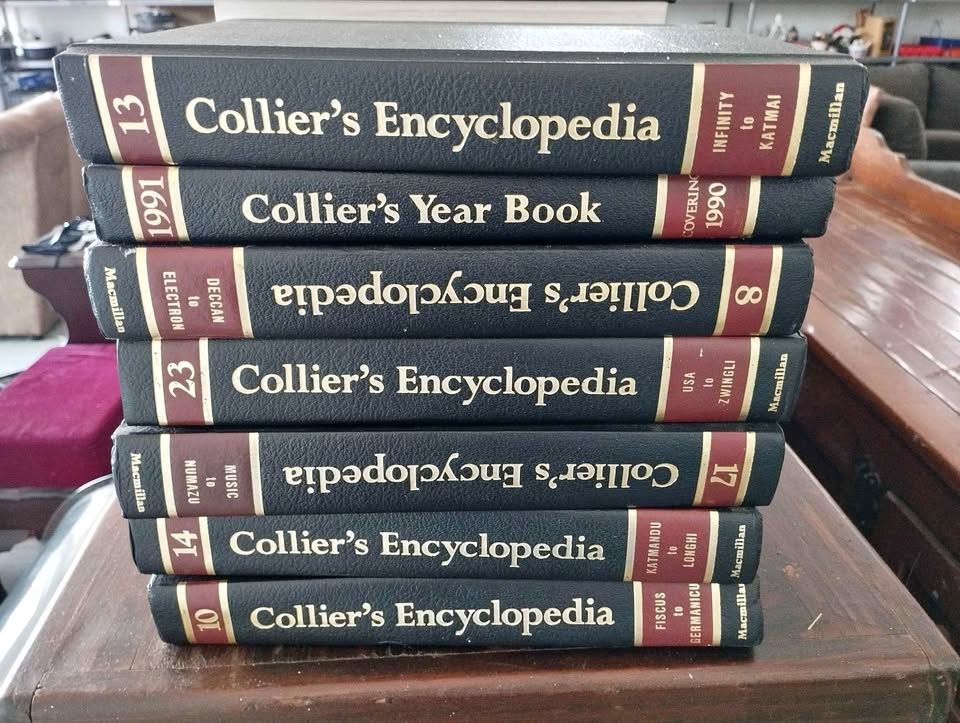 13
Collier's Encyclopedia
INFINITY
to
KATMAI
Macmillan
1991
Collier's Year Book
COVERING
1990
8
Collier's Encyclopedia
DECCAN
to
ELECTRON
Macmillan
23
Collier's Encyclopedia
USA
to
ZWINGLI
Macmillan
17
Collier's Encyclopedia
MUSIC
to
NUMAZU
Macmillan
14
Collier's Encyclopedia
KATMANDU
to
LONGHI
Macmillan
10
Collier's Encyclopedia
FISCUS
to
GERMANICU
Macmillan